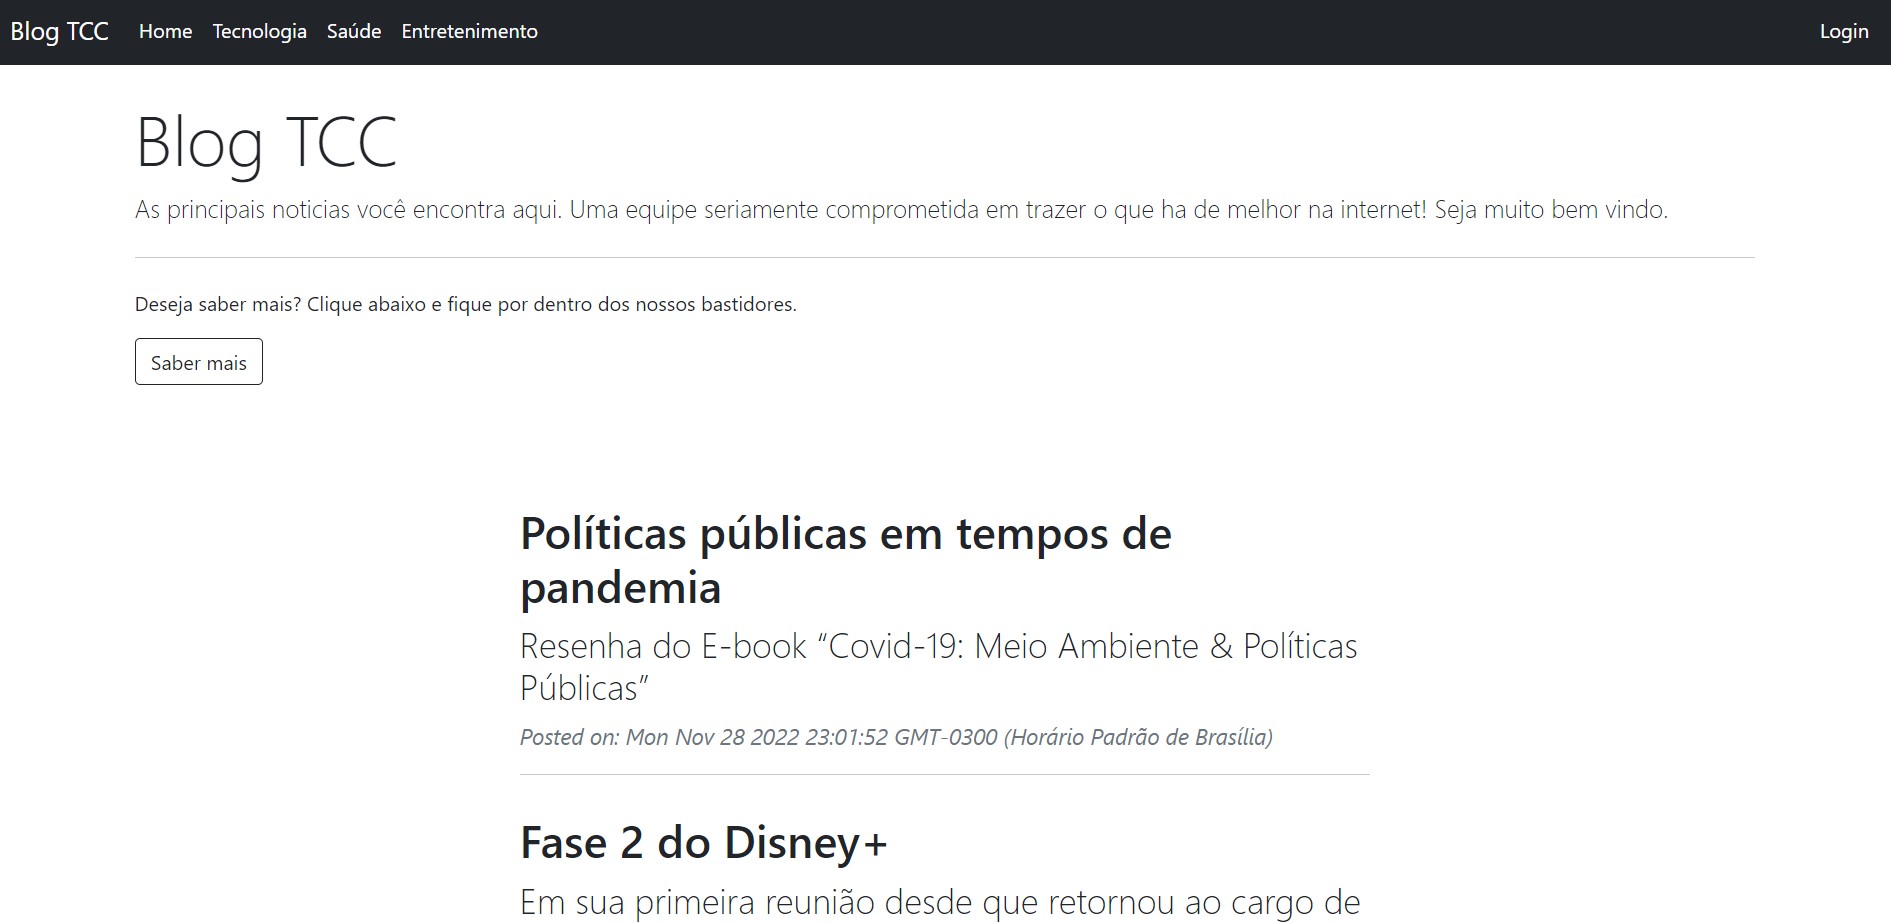 Blog TCC Home Tecnologia Saúde Entretenimento Login
Blog TCC
As principais noticias você encontra aqui. Uma equipe seriamente comprometida em trazer o que ha de melhor na internet! Seja muito bem vindo.
Deseja saber mais? Clique abaixo e fique por dentro dos nossos bastidores.
Saber mais
Políticas públicas em tempos de
pandemia
Resenha do E-book “Covid-19: Meio Ambiente & Políticas
Públicas”
Posted on: Mon Nov 28 2022 23:01:52 GMT-0300 (Horário Padrão de Brasília)
Fase 2 do Disney+
Em sua primeira reunião desde que retornou ao cargo de